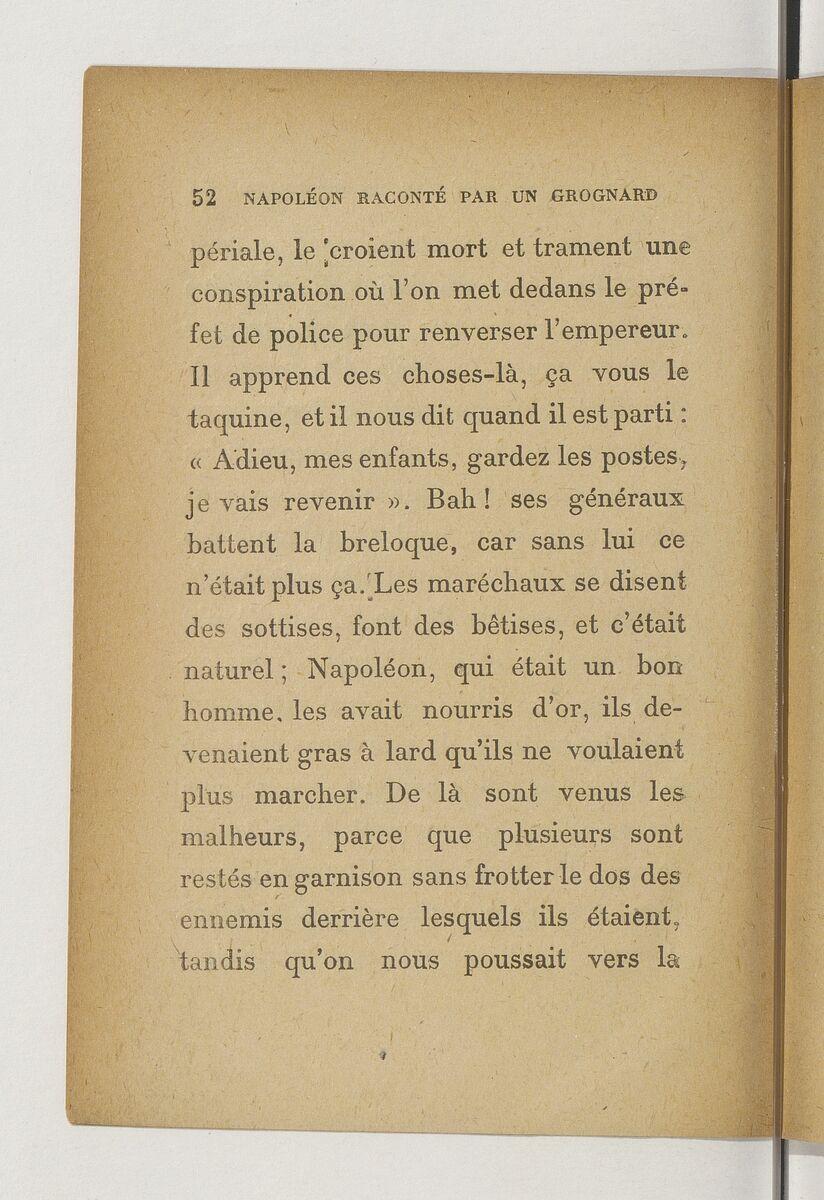 52 NAPOLÉON RACONTÉ PAR UN GROGNARD
périale, le croient mort et trament une
conspiration où l'on met dedans le pré-
fet de police pour renverser l'empereur.
Il apprend ces choses-là, ça vous le
taquine, et il nous dit quand il est parti :
« Adieu, mes enfants, gardez les postes,
je vais revenir ». Bah ! ses généraux
battent la breloque, car sans lui ce
n'était plus ça. Les maréchaux se disent
des sottises, font des bêtises, et c'était
naturel ; Napoléon, qui était un bon
homme, les avait nourris d'or, ils de-
venaient gras à lard qu'ils ne voulaient
plus marcher. De là sont venus les
malheurs, parce que plusieurs sont
restés en garnison sans frotter le dos des
ennemis derrière lesquels ils étaient,
tandis qu'on nous poussait vers la